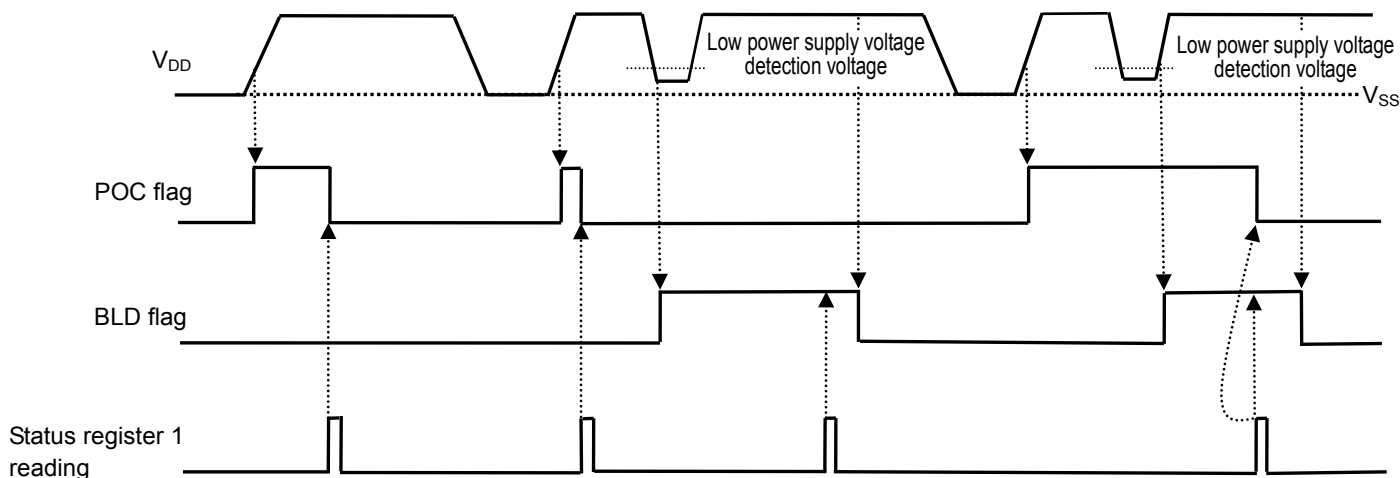 Low power supply voltage
detection voltage
Low power supply voltage
detection voltage
VDD
VSS
POC flag
BLD flag
Status register 1
reading